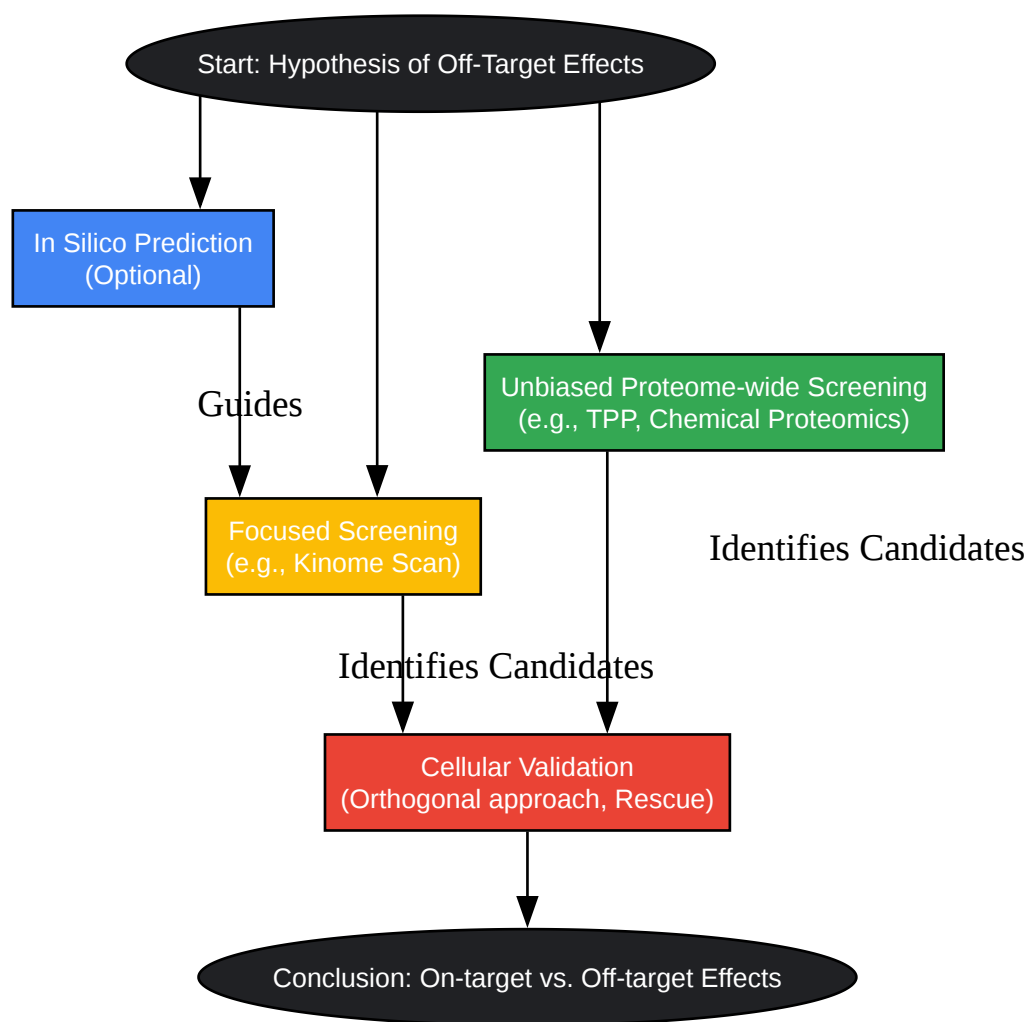 Start: Hypothesis of Off-Target Effects
In Silico Prediction
(Optional)
Unbiased Proteome-wide Screening
(e.g., TPP, Chemical Proteomics)
Guides
Focused Screening
(e.g., Kinome Scan)
Identifies Candidates
Identifies Candidates
Cellular Validation
(Orthogonal approach, Rescue)
Conclusion: On-target vs. Off-target Effects